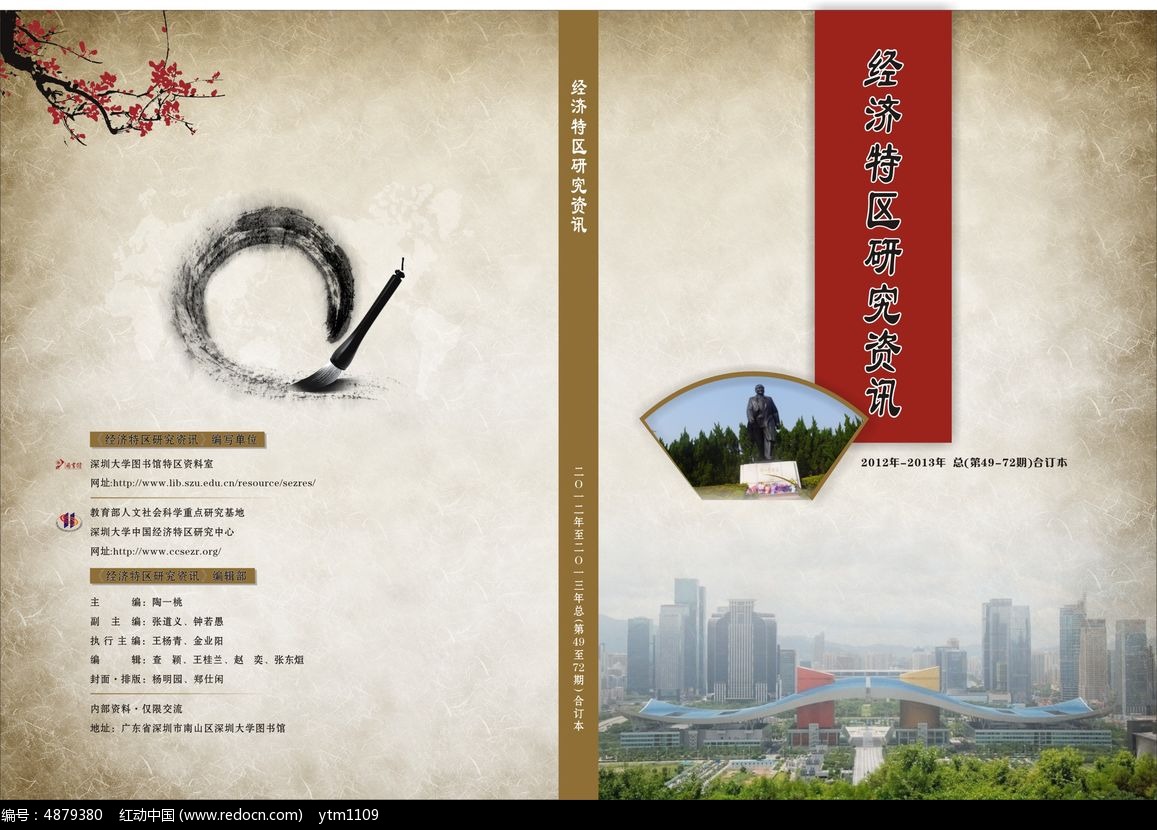 经济特区研究资讯
2012年-2013年 总(第49-72期)合订本
经济特区研究资讯
二〇一二年至二〇一三年总(第49至72期)合订本
《经济特区研究资讯》编写单位
深圳大学图书馆特区资料室
网址:http://www.lib.szu.edu.cn/resource/sezres/
教育部人文社会科学重点研究基地
深圳大学中国经济特区研究中心
网址:http://www.ccsezr.org/
《经济特区研究资讯》编辑部
主 编：陶一桃
副 主 编：张道义、钟若愚
执行主编：王杨青、金业阳
编 辑：查 颖、王桂兰、赵 奕、张东烜
封面·排版：杨明园、郑仕闲
内部资料·仅限交流
地址：广东省深圳市南山区深圳大学图书馆
编号：4879380 红动中国 (www.redocn.com) ytm1109